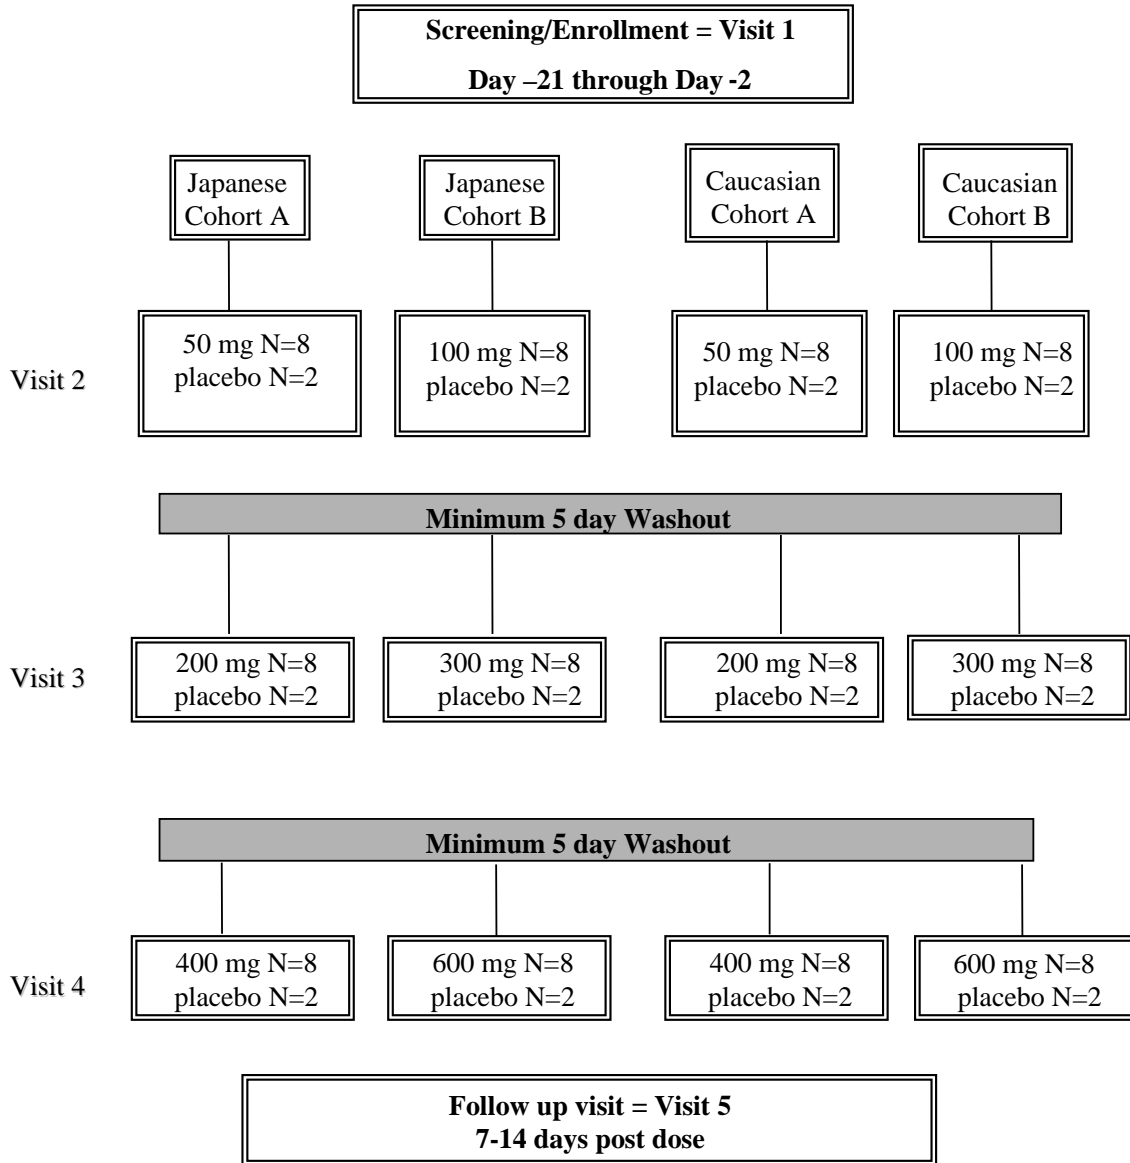 Screening/Enrollment = Visit 1
Day –21 through Day -2
Japanese
Cohort A
Japanese
Cohort B
Caucasian
Cohort A
Caucasian
Cohort B
Visit 2
50 mg N=8
placebo N=2
100 mg N=8
placebo N=2
50 mg N=8
placebo N=2
100 mg N=8
placebo N=2
Minimum 5 day Washout
Visit 3
200 mg N=8
placebo N=2
300 mg N=8
placebo N=2
200 mg N=8
placebo N=2
300 mg N=8
placebo N=2
Minimum 5 day Washout
Visit 4
400 mg N=8
placebo N=2
600 mg N=8
placebo N=2
400 mg N=8
placebo N=2
600 mg N=8
placebo N=2
Follow up visit = Visit 5
7-14 days post dose